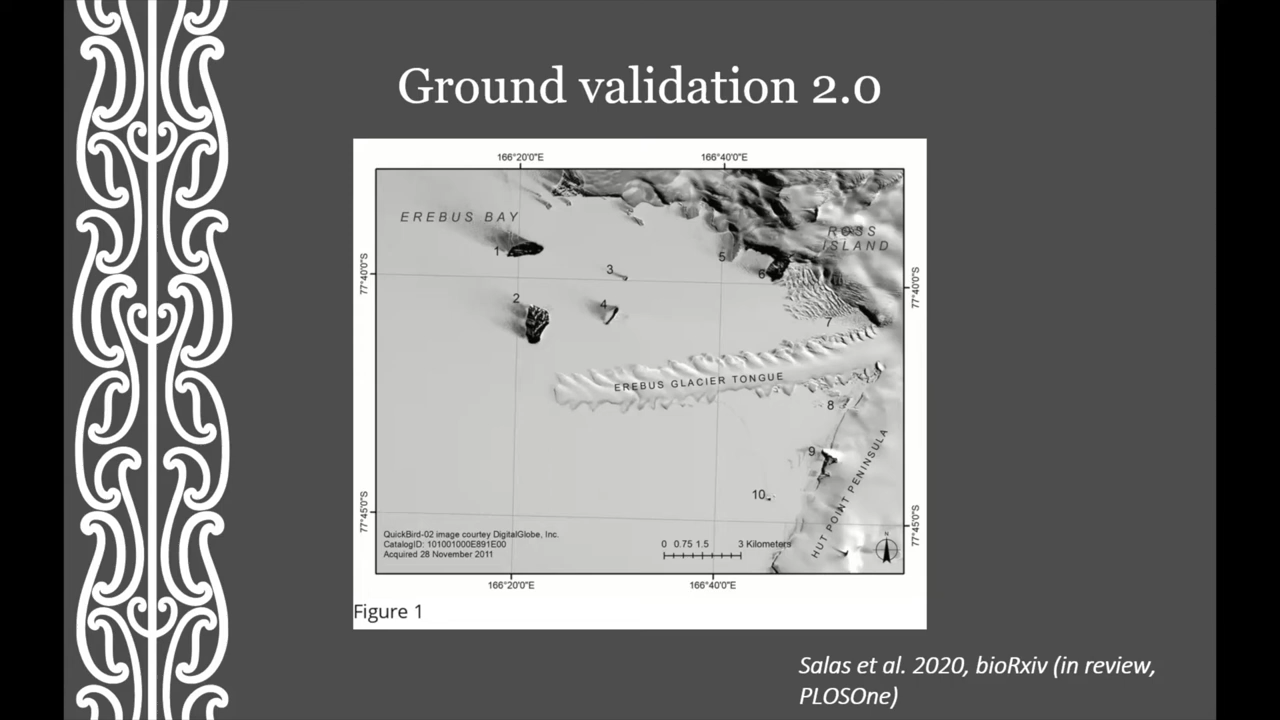 Ground validation 2.0
166°20'0"E 166°40'0"E
EREBUS BAY
ROSS
ISLAND
1
2
3
4
5
6
7
8
9
10
77°40'0"S
77°40'0"S
EREBUS GLACIER TONGUE
HUT POINT PENINSULA
77°45'0"S
77°45'0"S
QuickBird-02 image courtey DigitalGlobe, Inc.
CatalogID: 101001000E891E00
Acquired 28 November 2011
0 0.75 1.5 3 Kilometers
N
166°20'0"E 166°40'0"E
Figure 1
Salas et al. 2020, bioRxiv (in review,
PLOSOne)